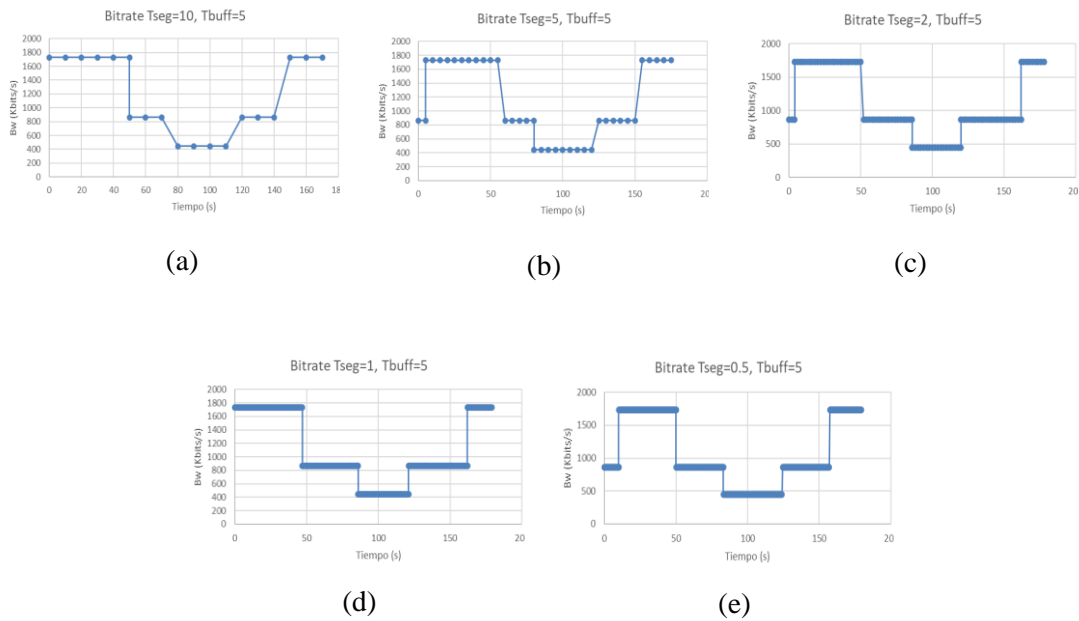 Bitrate Tseg=10, Tbuff=5
2000
1800
1600
1400
1200
1000
800
600
400
200
0
Bw (Kbits/s)
0 20 40 60 80 100 120 140 160 18
Tiempo (s)
(a)
Bitrate Tseg=5, Tbuff=5
2000
1800
1600
1400
1200
1000
800
600
400
200
0
Bw (Kbits/s)
0 50 100 150 20
Tiempo (s)
(b)
Bitrate Tseg=2, Tbuff=5
2000
1500
1000
500
0
Bw (Kbits/s)
0 50 100 150 20
Tiempo (s)
(c)
Bitrate Tseg=1, Tbuff=5
2000
1800
1600
1400
1200
1000
800
600
400
200
0
Bw (Kbits/s)
0 50 100 150 20
Tiempo (s)
(d)
Bitrate Tseg=0.5, Tbuff=5
2000
1500
1000
500
0
Bw (Kbits/s)
0 50 100 150 20
Tiempo (s)
(e)